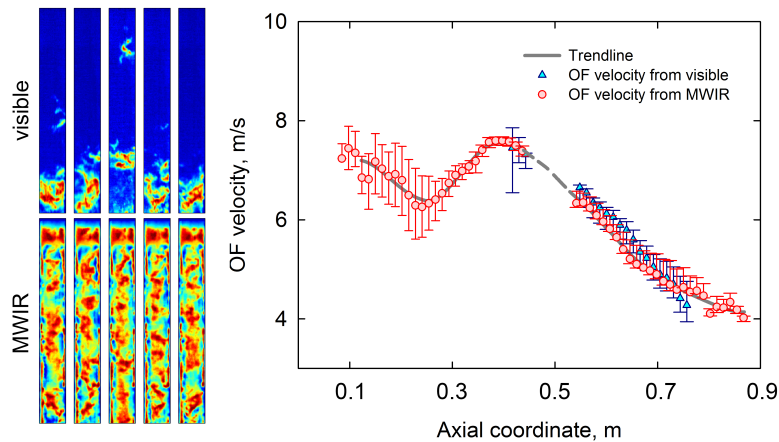 visible
MWIR
OF velocity, m/s
10
8
6
4
0.1 0.3 0.5 0.7 0.9
Axial coordinate, m
Trendline
OF velocity from visible
OF velocity from MWIR